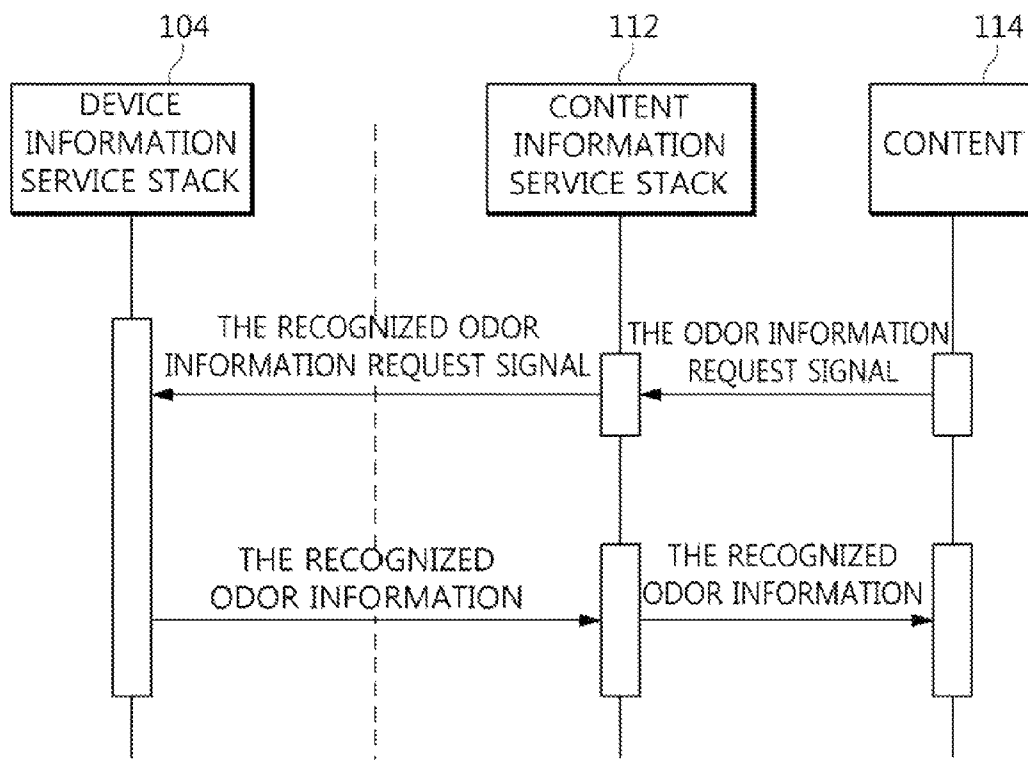 104
112
114
DEVICE
INFORMATION
SERVICE STACK
CONTENT
INFORMATION
SERVICE STACK
CONTENT
THE RECOGNIZED ODOR
INFORMATION REQUEST SIGNAL
THE ODOR INFORMATION
REQUEST SIGNAL
THE RECOGNIZED
ODOR INFORMATION
THE RECOGNIZED
ODOR INFORMATION